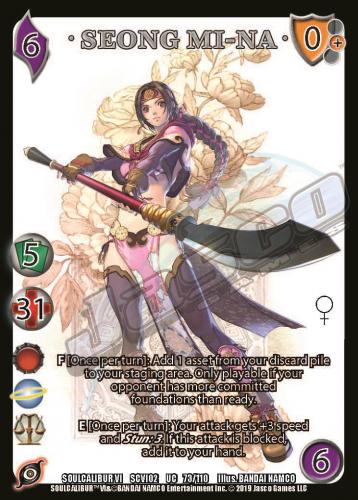 6
· SEONG MI-NA ·
0
+
5
31
F [Once per turn]: Add 1 asset from your discard pile
to your staging area. Only playable if your
opponent has more committed
foundations than ready.
E [Once per turn]: Your attack gets +3 speed
and Stun: 3. If this attack is blocked,
add it to your hand.
6
SOULCALIBUR VI SCVI02 UC 73/110 Illus. BANDAI NAMCO
SOULCALIBUR™VI&©BANDAI NAMCO Entertainment Inc. © 2019 Jasco Games LLC
Jasco